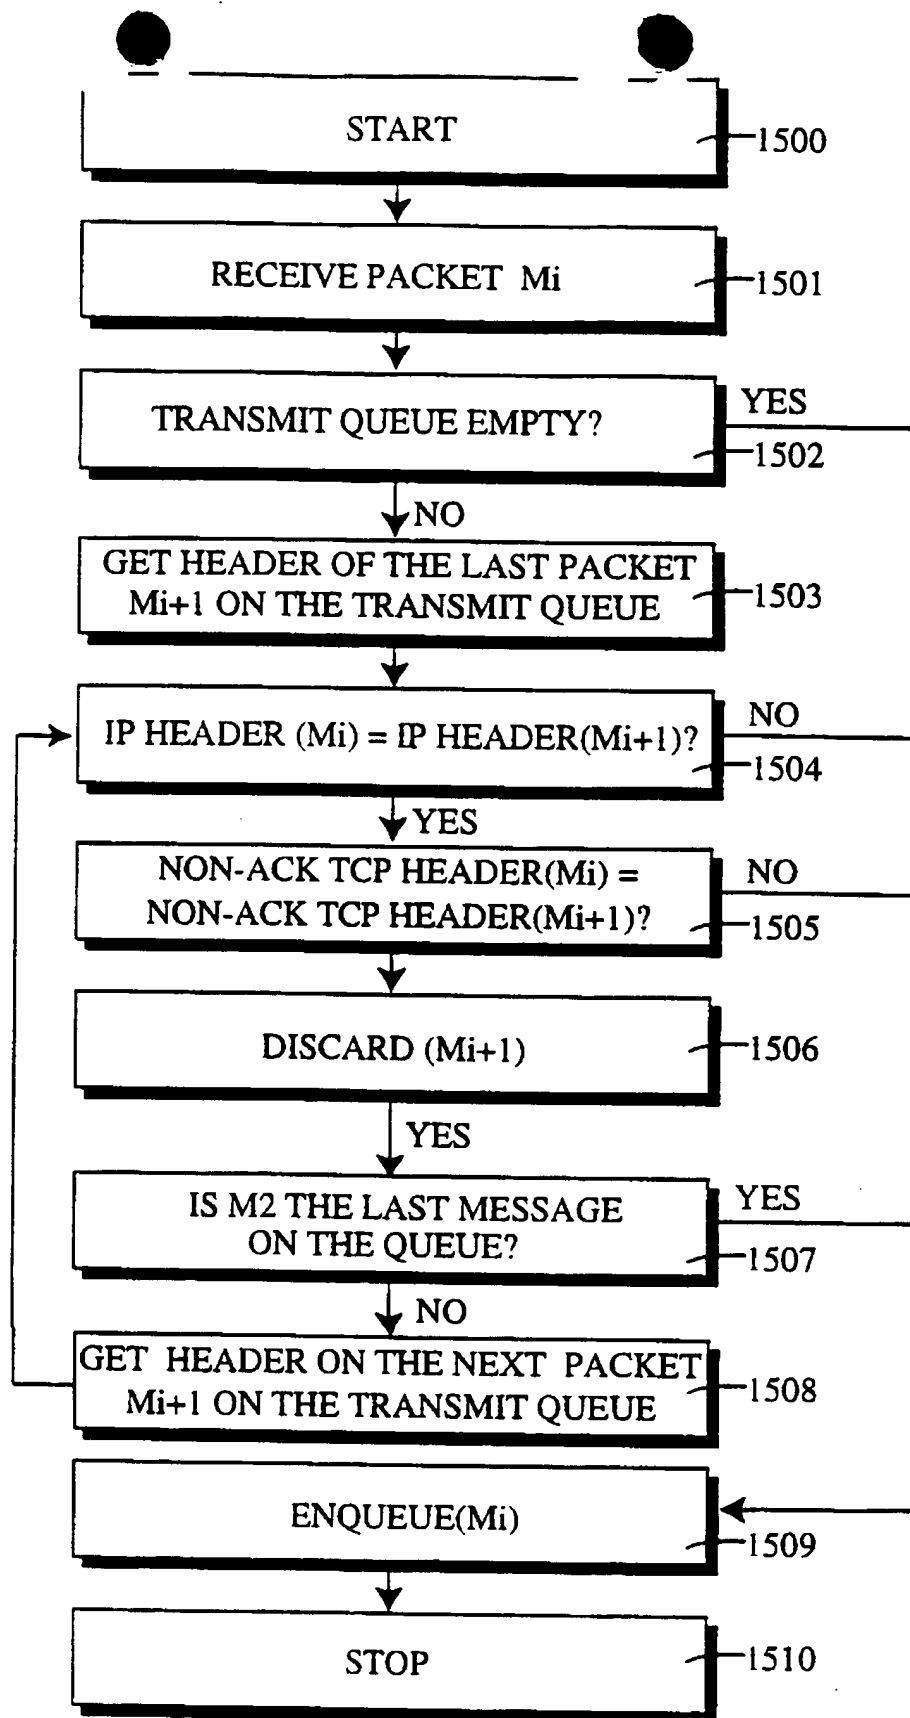 START
1500
RECEIVE PACKET Mi
1501
TRANSMIT QUEUE EMPTY?
YES
1502
NO
GET HEADER OF THE LAST PACKET
Mi+1 ON THE TRANSMIT QUEUE
1503
IP HEADER (Mi) = IP HEADER(Mi+1)?
NO
1504
YES
NON-ACK TCP HEADER(Mi) =
NON-ACK TCP HEADER(Mi+1)?
NO
1505
DISCARD (Mi+1)
1506
YES
IS M2 THE LAST MESSAGE
ON THE QUEUE?
YES
1507
NO
GET HEADER ON THE NEXT PACKET
Mi+1 ON THE TRANSMIT QUEUE
1508
ENQUEUE(Mi)
1509
STOP
1510